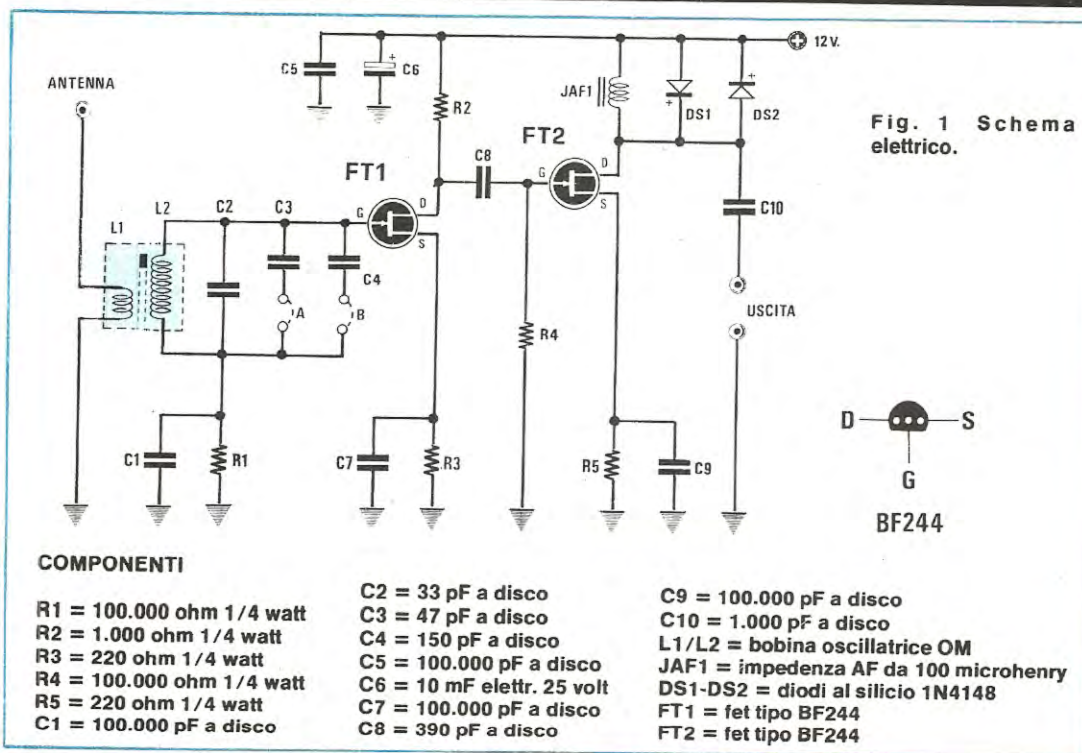 ANTENNA
L1
L2
C2
C3
C4
A
B
C1
R1
C5
+
C6
R2
FT1
G
D
S
C7
R3
C8
FT2
G
D
S
R4
R5
C9
JAF1
+
DS1
+
DS2
12V.
C10
USCITA
Fig. 1 Schema
elettrico.
D
S
G
BF244
COMPONENTI
R1 = 100.000 ohm 1/4 watt
R2 = 1.000 ohm 1/4 watt
R3 = 220 ohm 1/4 watt
R4 = 100.000 ohm 1/4 watt
R5 = 220 ohm 1/4 watt
C1 = 100.000 pF a disco
C2 = 33 pF a disco
C3 = 47 pF a disco
C4 = 150 pF a disco
C5 = 100.000 pF a disco
C6 = 10 mF elettr. 25 volt
C7 = 100.000 pF a disco
C8 = 390 pF a disco
C9 = 100.000 pF a disco
C10 = 1.000 pF a disco
L1/L2 = bobina oscillatrice OM
JAF1 = impedenza AF da 100 microhenry
DS1-DS2 = diodi al silicio 1N4148
FT1 = fet tipo BF244
FT2 = fet tipo BF244